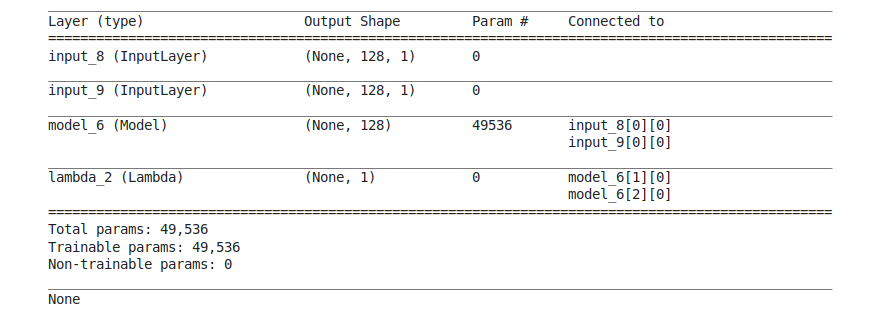 Layer (type) Output Shape Param # Connected to
==================================================================================================
input_8 (InputLayer) (None, 128, 1) 0
input_9 (InputLayer) (None, 128, 1) 0
model_6 (Model) (None, 128) 49536 input_8[0][0]
input_9[0][0]
lambda_2 (Lambda) (None, 1) 0 model_6[1][0]
model_6[2][0]
==================================================================================================
Total params: 49,536
Trainable params: 49,536
Non-trainable params: 0
None